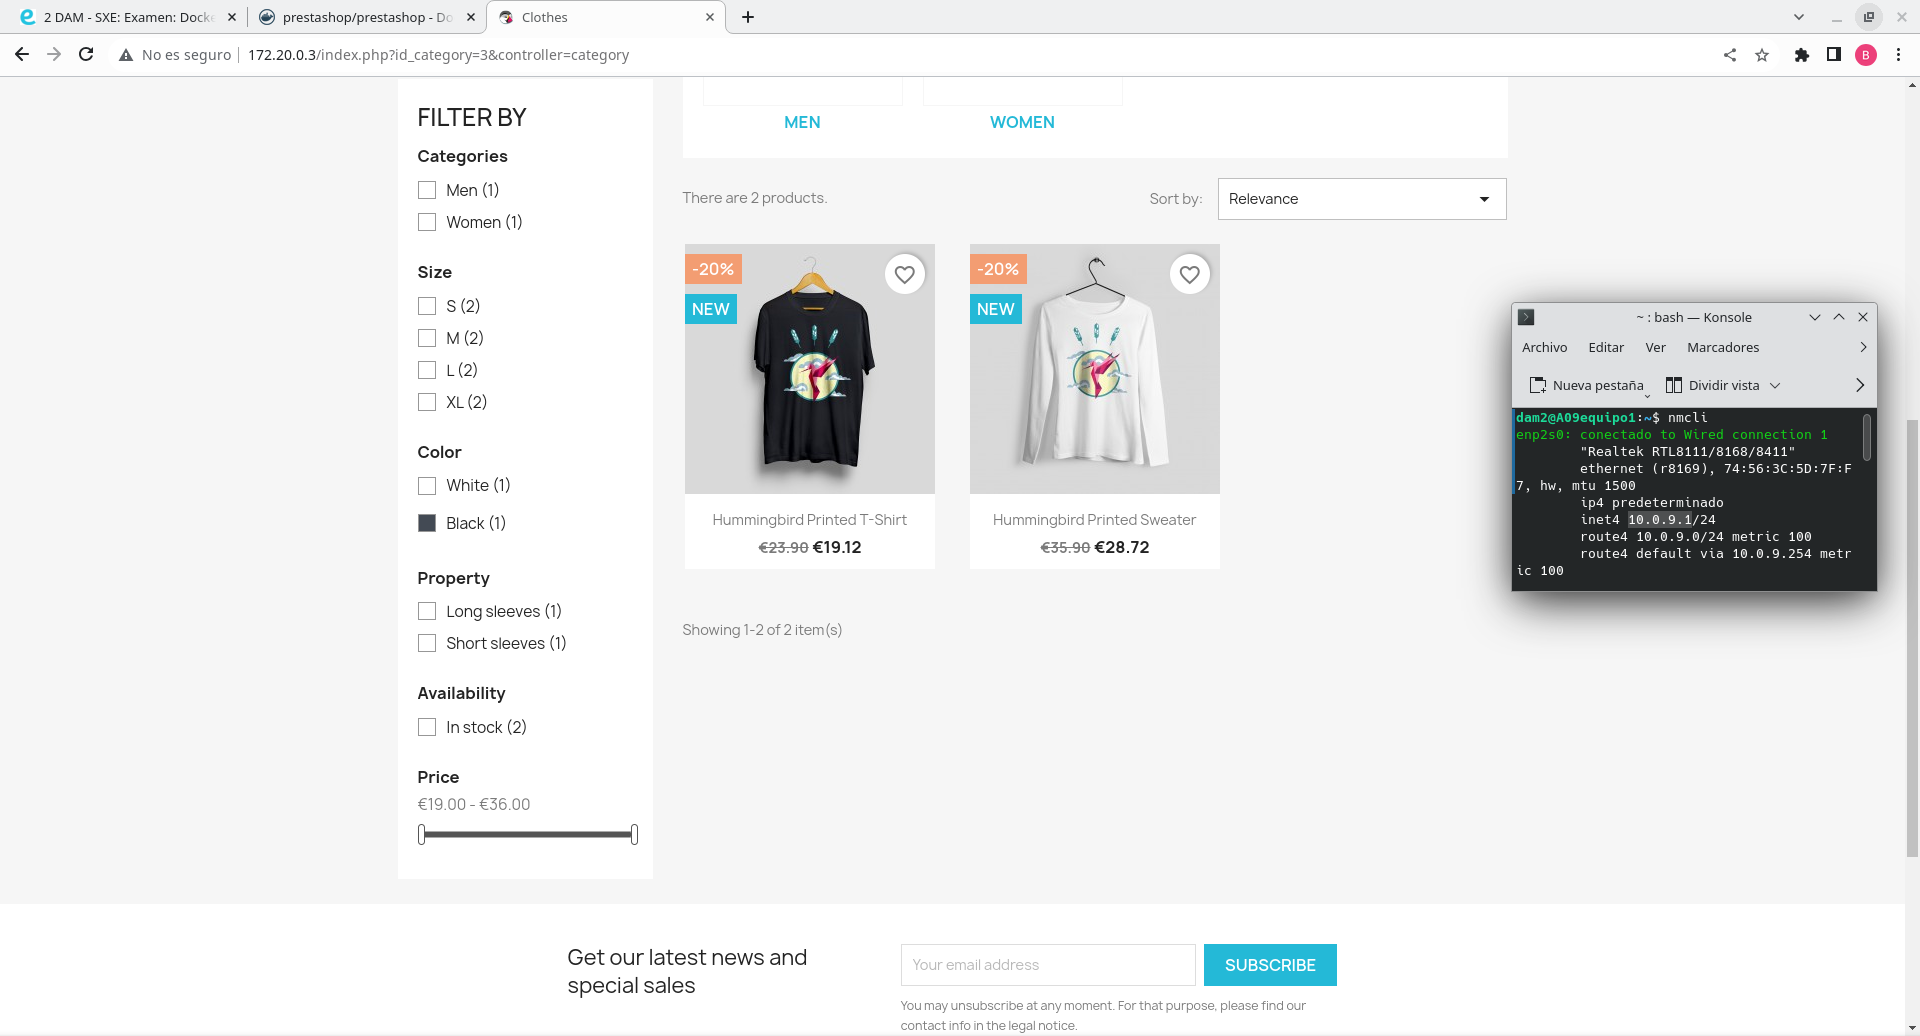 2 DAM - SXE: Examen: Docke
prestashop/prestashop - Do
Clothes
No es seguro
172.20.0.3/index.php?id_category=3&controller=category
B
FILTER BY
Categories
Men (1)
Women (1)
Size
S (2)
M (2)
L (2)
XL (2)
Color
White (1)
Black (1)
Property
Long sleeves (1)
Short sleeves (1)
Availability
In stock (2)
Price
€19.00 - €36.00
MEN
WOMEN
There are 2 products.
Sort by:
Relevance
-20%
NEW
Hummingbird Printed T-Shirt
€23.90 €19.12
-20%
NEW
Hummingbird Printed Sweater
€35.90 €28.72
Showing 1-2 of 2 item(s)
~ : bash — Konsole
Archivo
Editar
Ver
Marcadores
Nueva pestaña
Dividir vista
dam2@A09equipo1:~$ nmcli
enp2s0: conectado to Wired connection 1
"Realtek RTL8111/8168/8411"
ethernet (r8169), 74:56:3C:5D:7F:F
7, hw, mtu 1500
ip4 predeterminado
inet4 10.0.9.1/24
route4 10.0.9.0/24 metric 100
route4 default via 10.0.9.254 metr
ic 100
Get our latest news and
special sales
Your email address
SUBSCRIBE
You may unsubscribe at any moment. For that purpose, please find our
contact info in the legal notice.